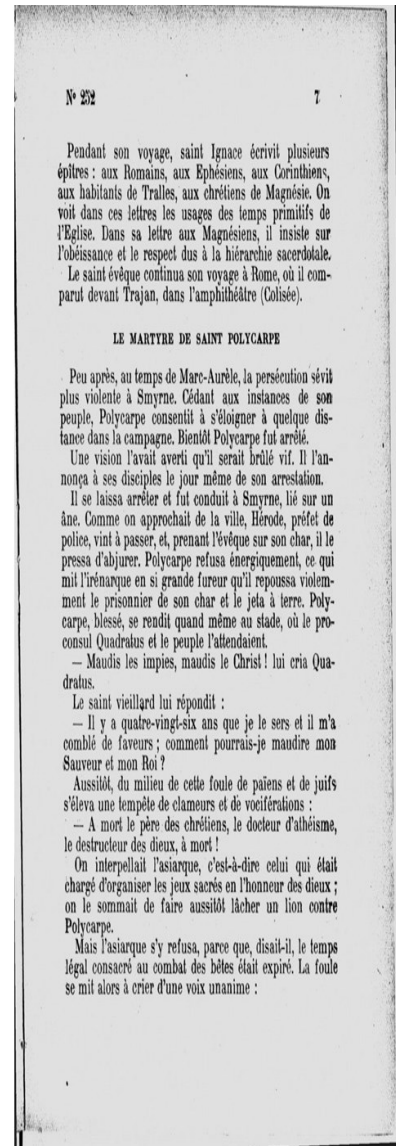 N° 252 7
Pendant son voyage, saint Ignace écrivit plusieurs
épîtres : aux Romains, aux Ephésiens, aux Corinthiens,
aux habitants de Tralles, aux chrétiens de Magnésie. On
voit dans ces lettres les usages des temps primitifs de
l'Eglise. Dans sa lettre aux Magnésiens, il insiste sur
l'obéissance et le respect dus à la hiérarchie sacerdotale.
Le saint évêque continua son voyage à Rome, où il com-
parut devant Trajan, dans l'amphithéâtre (Colisée).
LE MARTYRE DE SAINT POLYCARPE
Peu après, au temps de Marc-Aurèle, la persécution sévit
plus violente à Smyrne. Cédant aux instances de son
peuple, Polycarpe consentit à s'éloigner à quelque dis-
tance dans la campagne. Bientôt Polycarpe fut arrêté.
Une vision l'avait averti qu'il serait brûlé vif. Il l'an-
nonça à ses disciples le jour même de son arrestation.
Il se laissa arrêter et fut conduit à Smyrne, lié sur un
âne. Comme on approchait de la ville, Hérode, préfet de
police, vint à passer, et, prenant l'évêque sur son char, il le
pressa d'abjurer. Polycarpe refusa énergiquement, ce qui
mit l'irénarque en si grande fureur qu'il repoussa violem-
ment le prisonnier de son char et le jeta à terre. Poly-
carpe, blessé, se rendit quand même au stade, où le pro-
consul Quadratus et le peuple l'attendaient.
— Maudis les impies, maudis le Christ ! lui cria Qua-
dratus.
Le saint vieillard lui répondit :
— Il y a quatre-vingt-six ans que je le sers et il m'a
comblé de faveurs ; comment pourrais-je maudire mon
Sauveur et mon Roi ?
Aussitôt, du milieu de cette foule de païens et de juifs
s'éleva une tempête de clameurs et de vociférations :
— A mort le père des chrétiens, le docteur d'athéisme,
le destructeur des dieux, à mort !
On interpellait l'asiarque, c'est-à-dire celui qui était
chargé d'organiser les jeux sacrés en l'honneur des dieux ;
on le sommait de faire aussitôt lâcher un lion contre
Polycarpe.
Mais l'asiarque s'y refusa, parce que, disait-il, le temps
légal consacré au combat des bêtes était expiré. La foule
se mit alors à crier d'une voix unanime :